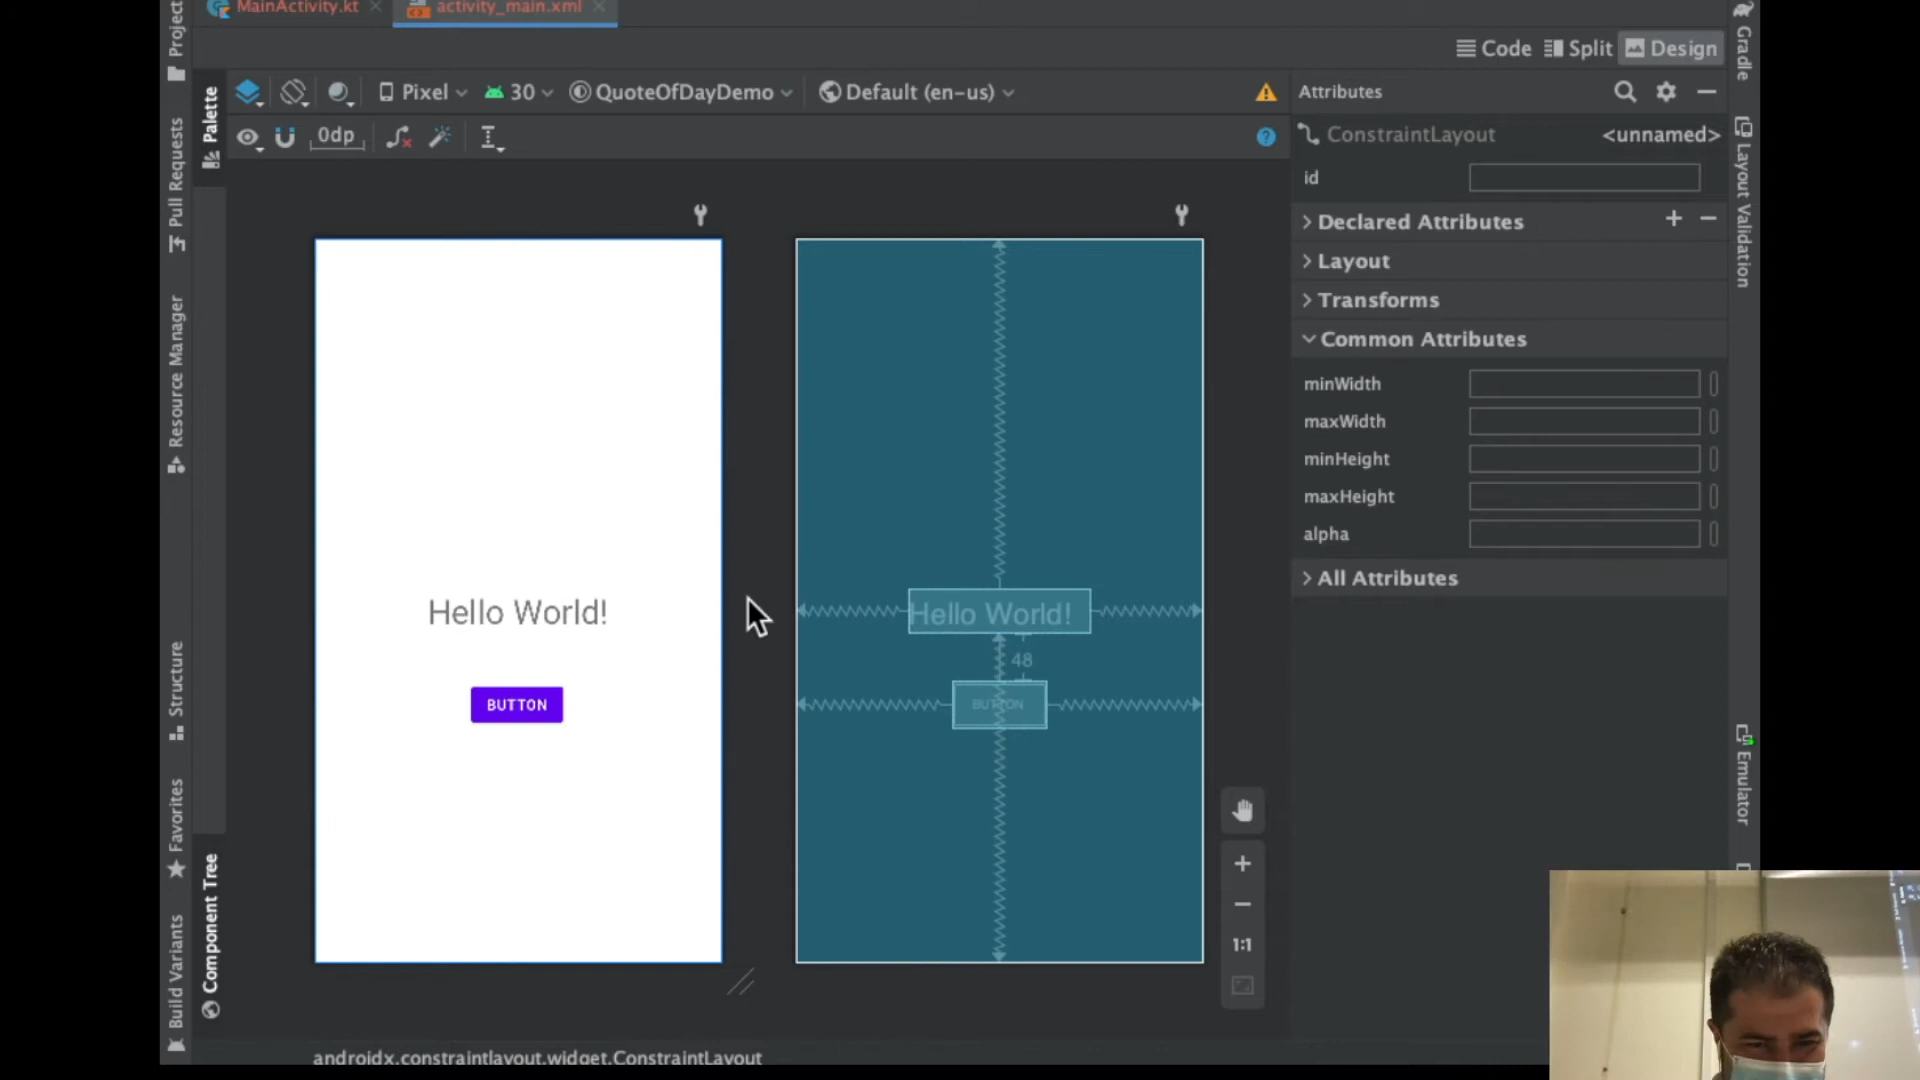 MainActivity.kt
activity_main.xml
Code
Split
Design
Pixel
30
QuoteOfDayDemo
Default (en-us)
0dp
Project
Pull Requests
Resource Manager
Structure
Favorites
Build Variants
Palette
Component Tree
Hello World!
BUTTON
Hello World!
48
BUTTON
1:1
androidx.constraintlayout.widget.ConstraintLayout
Attributes
ConstraintLayout
<unnamed>
id
Declared Attributes
Layout
Transforms
Common Attributes
minWidth
maxWidth
minHeight
maxHeight
alpha
All Attributes
Gradle
Layout Validation
Emulator